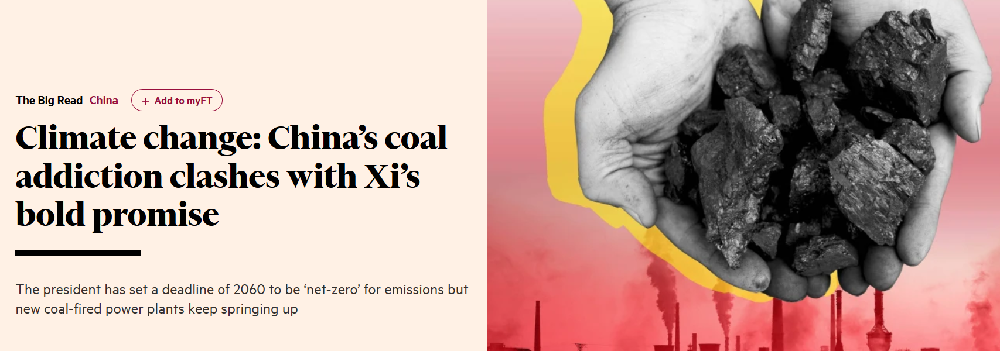 The Big Read China + Add to myFT
Climate change: China’s coal
addiction clashes with Xi’s
bold promise
The president has set a deadline of 2060 to be ‘net-zero’ for emissions but
new coal-fired power plants keep springing up